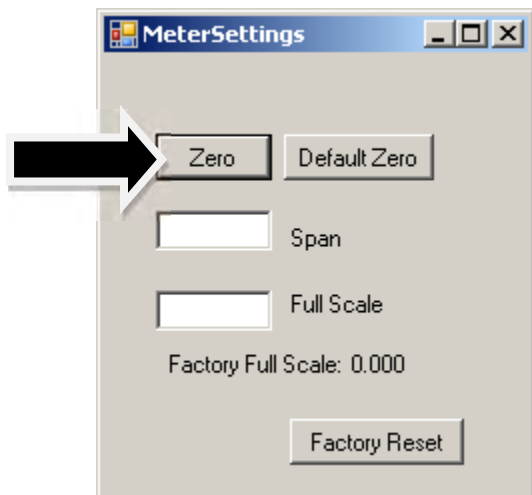 MeterSettings
Zero Default Zero
Span
Full Scale
Factory Full Scale: 0.000
Factory Reset